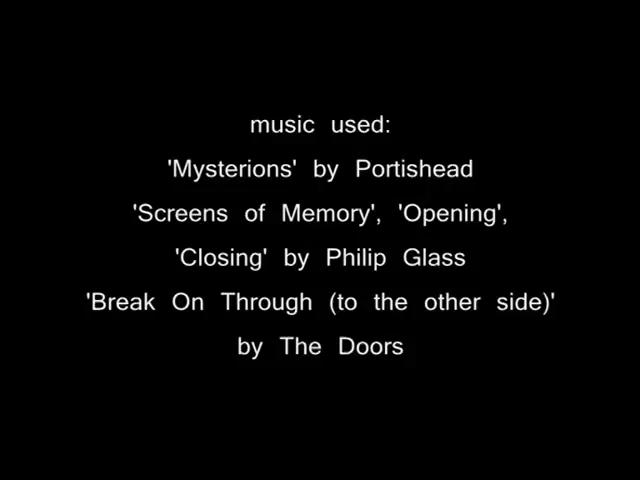 music used:
'Mysterions' by Portishead
'Screens of Memory', 'Opening',
'Closing' by Philip Glass
'Break On Through (to the other side)'
by The Doors